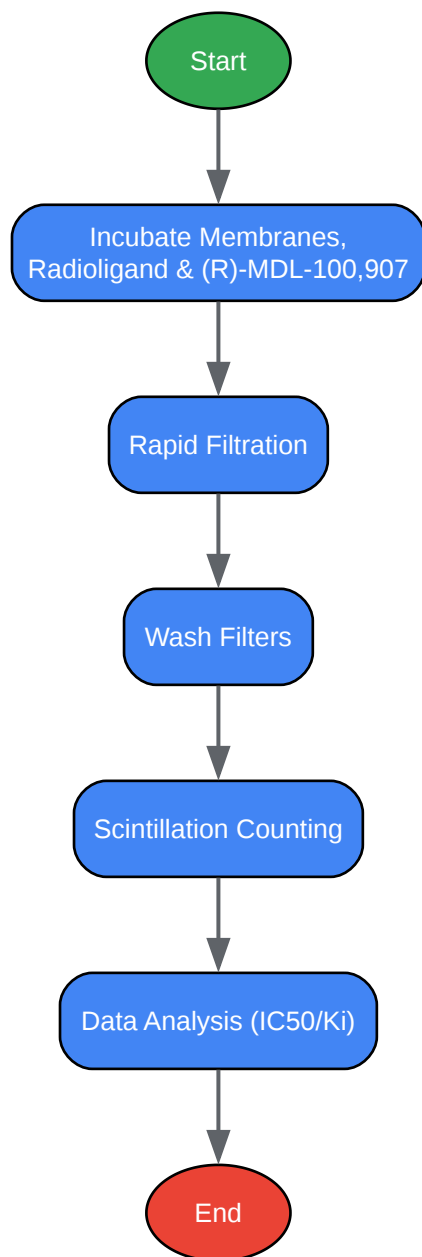 Start
Incubate Membranes,
Radioligand & (R)-MDL-100,907
Rapid Filtration
Wash Filters
Scintillation Counting
Data Analysis (IC50/Ki)
End